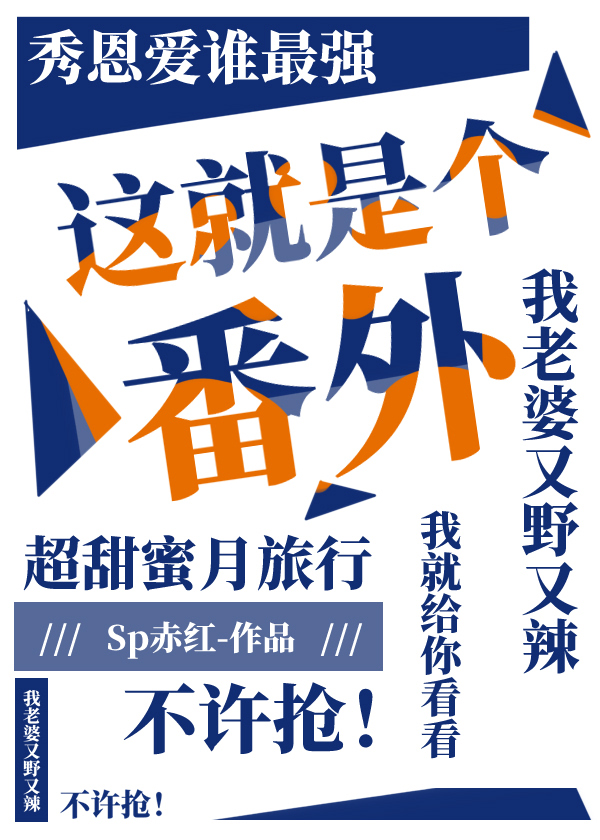 秀恩爱谁最强
这就是个
番外
我老婆又野又辣
我就给你看看
超甜蜜月旅行
/// Sp赤红-作品 ///
不许抢！
我老婆又野又辣
不许抢！